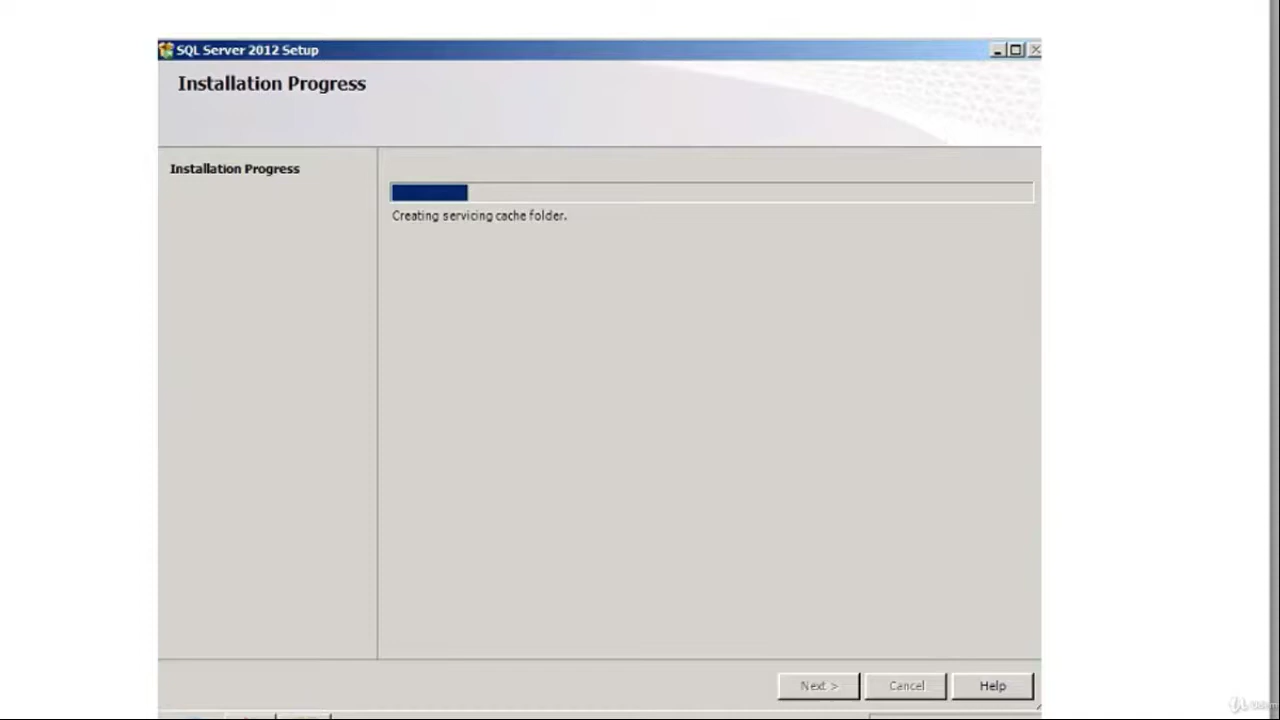 SQL Server 2012 Setup
Installation Progress
Installation Progress
Creating servicing cache folder.
Next >
Cancel
Help